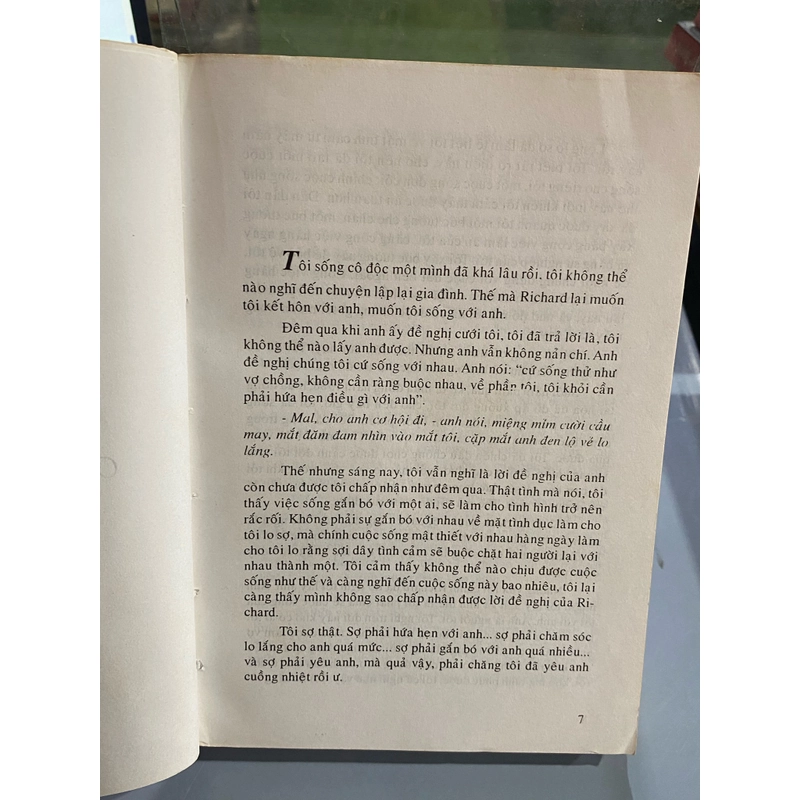 Tôi sống cô độc một mình đã khá lâu rồi, tôi không thể
nào nghĩ đến chuyện lập lại gia đình. Thế mà Richard lại muốn
tôi kết hôn với anh, muốn tôi sống với anh.
Đêm qua khi anh ấy đề nghị cưới tôi, tôi đã trả lời là, tôi
không thể nào lấy anh được. Nhưng anh vẫn không nản chí. Anh
đề nghị chúng tôi cứ sống với nhau. Anh nói: “cứ sống thử như
vợ chồng, không cần ràng buộc nhau, về phần tôi, tôi khỏi cần
phải hứa hẹn điều gì với anh”.
- Mal, cho anh cơ hội đi, - anh nói, miệng mỉm cười cầu
may, mắt đăm đam nhìn vào mắt tôi, cặp mắt anh đen lộ vẻ lo
lắng.
Thế nhưng sáng nay, tôi vẫn nghĩ là lời đề nghị của anh
còn chưa được tôi chấp nhận như đêm qua. Thật tình mà nói, tôi
thấy việc sống gắn bó với một ai, sẽ làm cho tình hình trở nên
rắc rối. Không phải sự gắn bó với nhau về mặt tình dục làm cho
tôi lo sợ, mà chính cuộc sống mật thiết với nhau hàng ngày làm
cho tôi lo rằng sợi dây tình cảm sẽ buộc chặt hai người lại với
nhau thành một. Tôi cảm thấy không thể nào chịu được cuộc
sống như thế và càng nghĩ đến cuộc sống này bao nhiêu, tôi lại
càng thấy mình không sao chấp nhận được lời đề nghị của Ri-
chard.
Tôi sợ thật. Sợ phải hứa hẹn với anh... sợ phải chăm sóc
lo lắng cho anh quá mức... sợ phải gắn bó với anh quá nhiều...
và sợ phải yêu anh, mà quả vậy, phải chăng tôi đã yêu anh
cuồng nhiệt rồi ư.
7